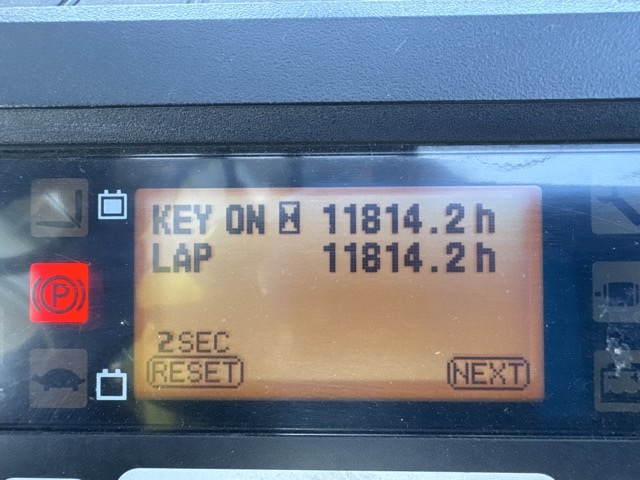 KEY ON 11814.2h
LAP 11814.2h
P
2SEC
RESET NEXT